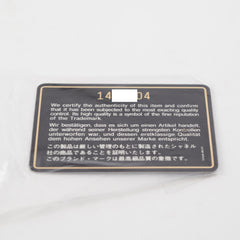 14 04
We certify the authenticity of this item and confirm
that it has been subjected to the most exacting quality
control. Its high quality is a symbol of the fine reputation
of the Trademark.
Wir bestätigen, dass es sich um einen Artikel handelt,
der während seiner Herstellung strengsten Kontrollen
unterworfen war, und dessen erstklassige Qualität
dem hohen Ansehen unserer Marke entspricht.
この製品は厳しい管理のもとに製造されたシャネル
社の商品であることを証明いたします。
このブランド・マークは最高級品質の商標です。